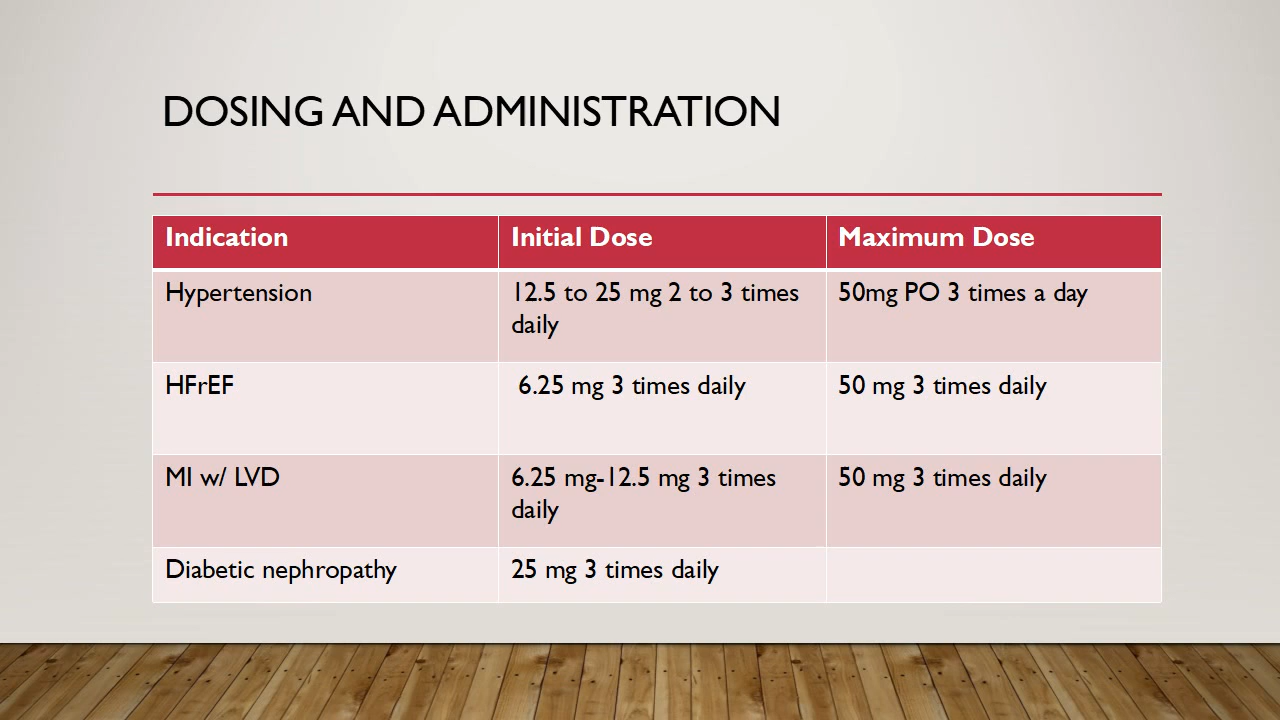 DOSING AND ADMINISTRATION
Indication Initial Dose Maximum Dose
Hypertension 12.5 to 25 mg 2 to 3 times 50mg PO 3 times a day
daily
HFrEF 6.25 mg 3 times daily 50 mg 3 times daily
MI w/ LVD 6.25 mg-12.5 mg 3 times 50 mg 3 times daily
daily
Diabetic nephropathy 25 mg 3 times daily